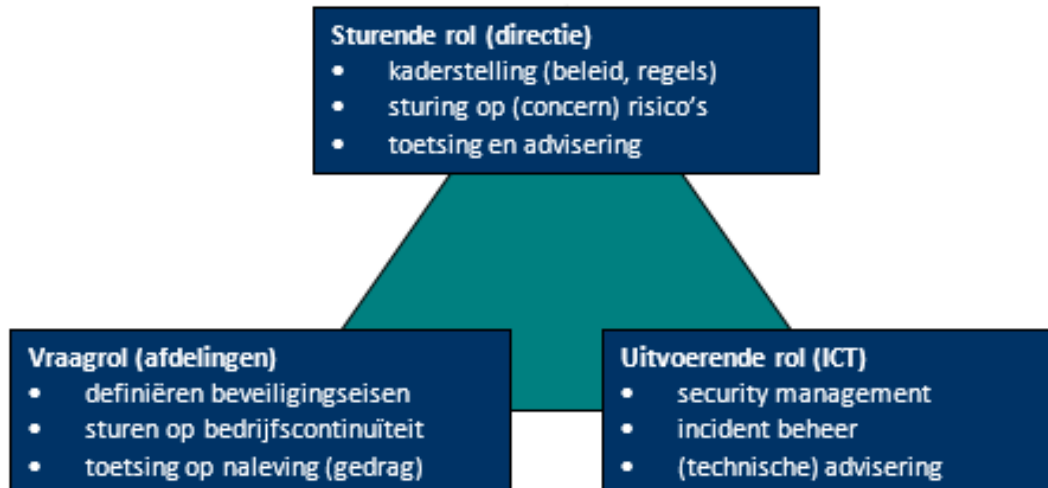 Sturende rol (directie)
• kaderstelling (beleid, regels)
• sturing op (concern) risico's
• toetsing en advisering
Vraagrol (afdelingen)
• definiëren beveiligingseisen
• sturen op bedrijfscontinuïteit
• toetsing op naleving (gedrag)
Uitvoerende rol (ICT)
• security management
• incident beheer
• (technische) advisering